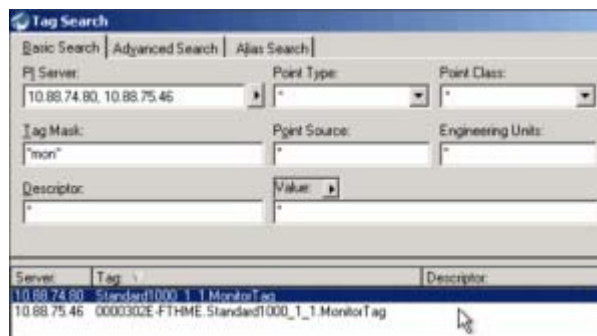 Tag Search
Basic Search Advanced Search Alias Search
PI Server: Point Type: Point Class:
10.88.74.80, 10.88.75.46 * *
Tag Mask: Point Source: Engineering Units:
*mon* * *
Descriptor: Value:
* *
Server: Tag: Descriptor:
10.88.74.80 Standard1000_1_1.MonitorTag
10.88.75.46 0000302E-FTHME.Standard1000_1_1.MonitorTag